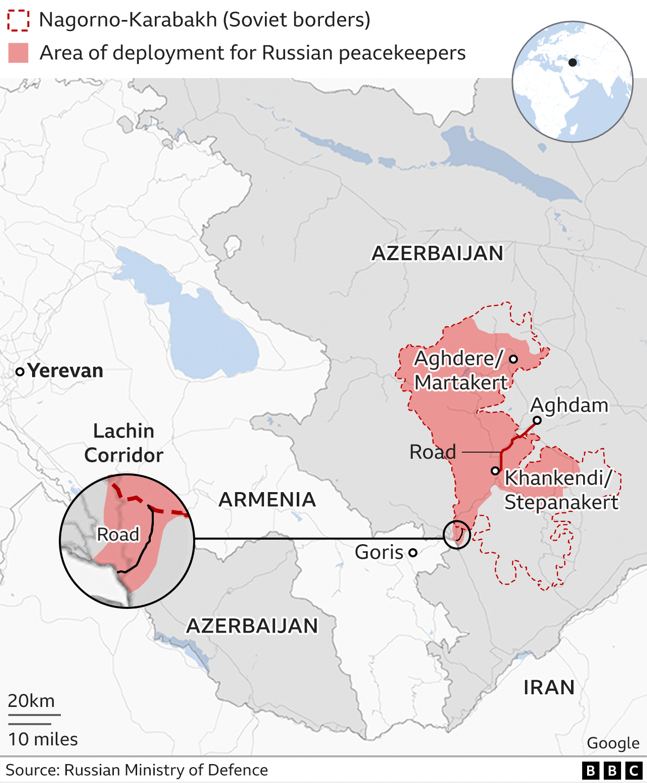 Nagorno-Karabakh (Soviet borders)
Area of deployment for Russian peacekeepers
AZERBAIJAN
Aghdere/
Martakert
Yerevan
Aghdam
Lachin
Corridor
Road
Khankendi/
Stepanakert
ARMENIA
Road
Goris
AZERBAIJAN
IRAN
20km
10 miles
Google
Source: Russian Ministry of Defence
BBC